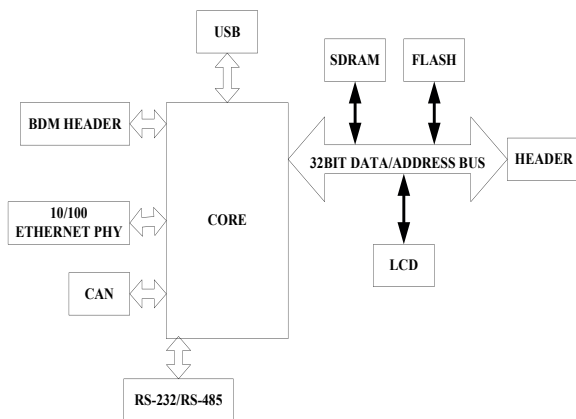 USB
SDRAM
FLASH
BDM HEADER
32BIT DATA/ADDRESS BUS
HEADER
10/100
ETHERNET PHY
CORE
LCD
CAN
RS-232/RS-485